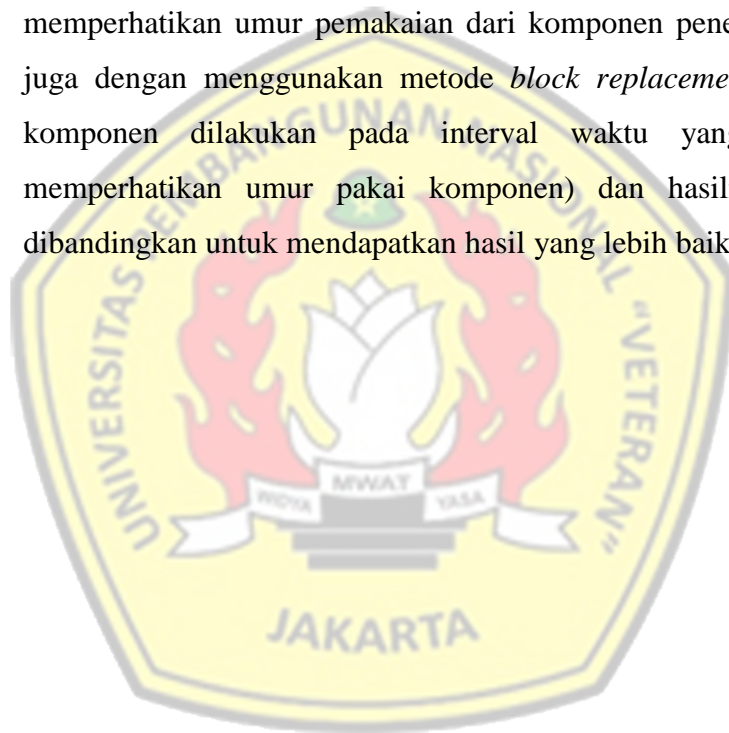 memperhatikan umur pemakaian dari komponen pene
juga dengan menggunakan metode block replaceme
komponen dilakukan pada interval waktu yang
memperhatikan umur pakai komponen) dan hasil
dibandingkan untuk mendapatkan hasil yang lebih baik
UNIVERSITAS PEMBANGUNAN NASIONAL "VETERAN"
WIDYA MWAT YASA
JAKARTA